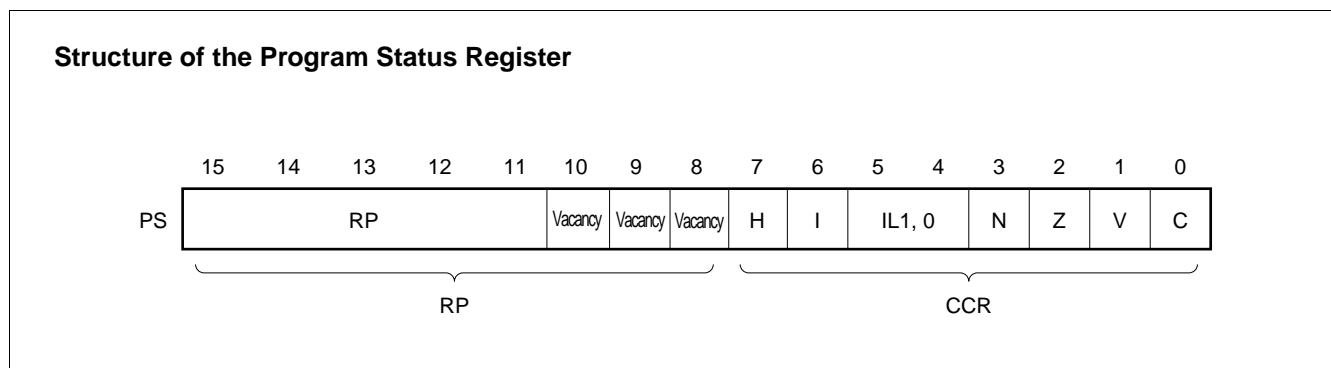 Structure of the Program Status Register
15 14 13 12 11 10 9 8 7 6 5 4 3 2 1 0
PS RP Vacancy Vacancy Vacancy H I IL1, 0 N Z V C
RP CCR